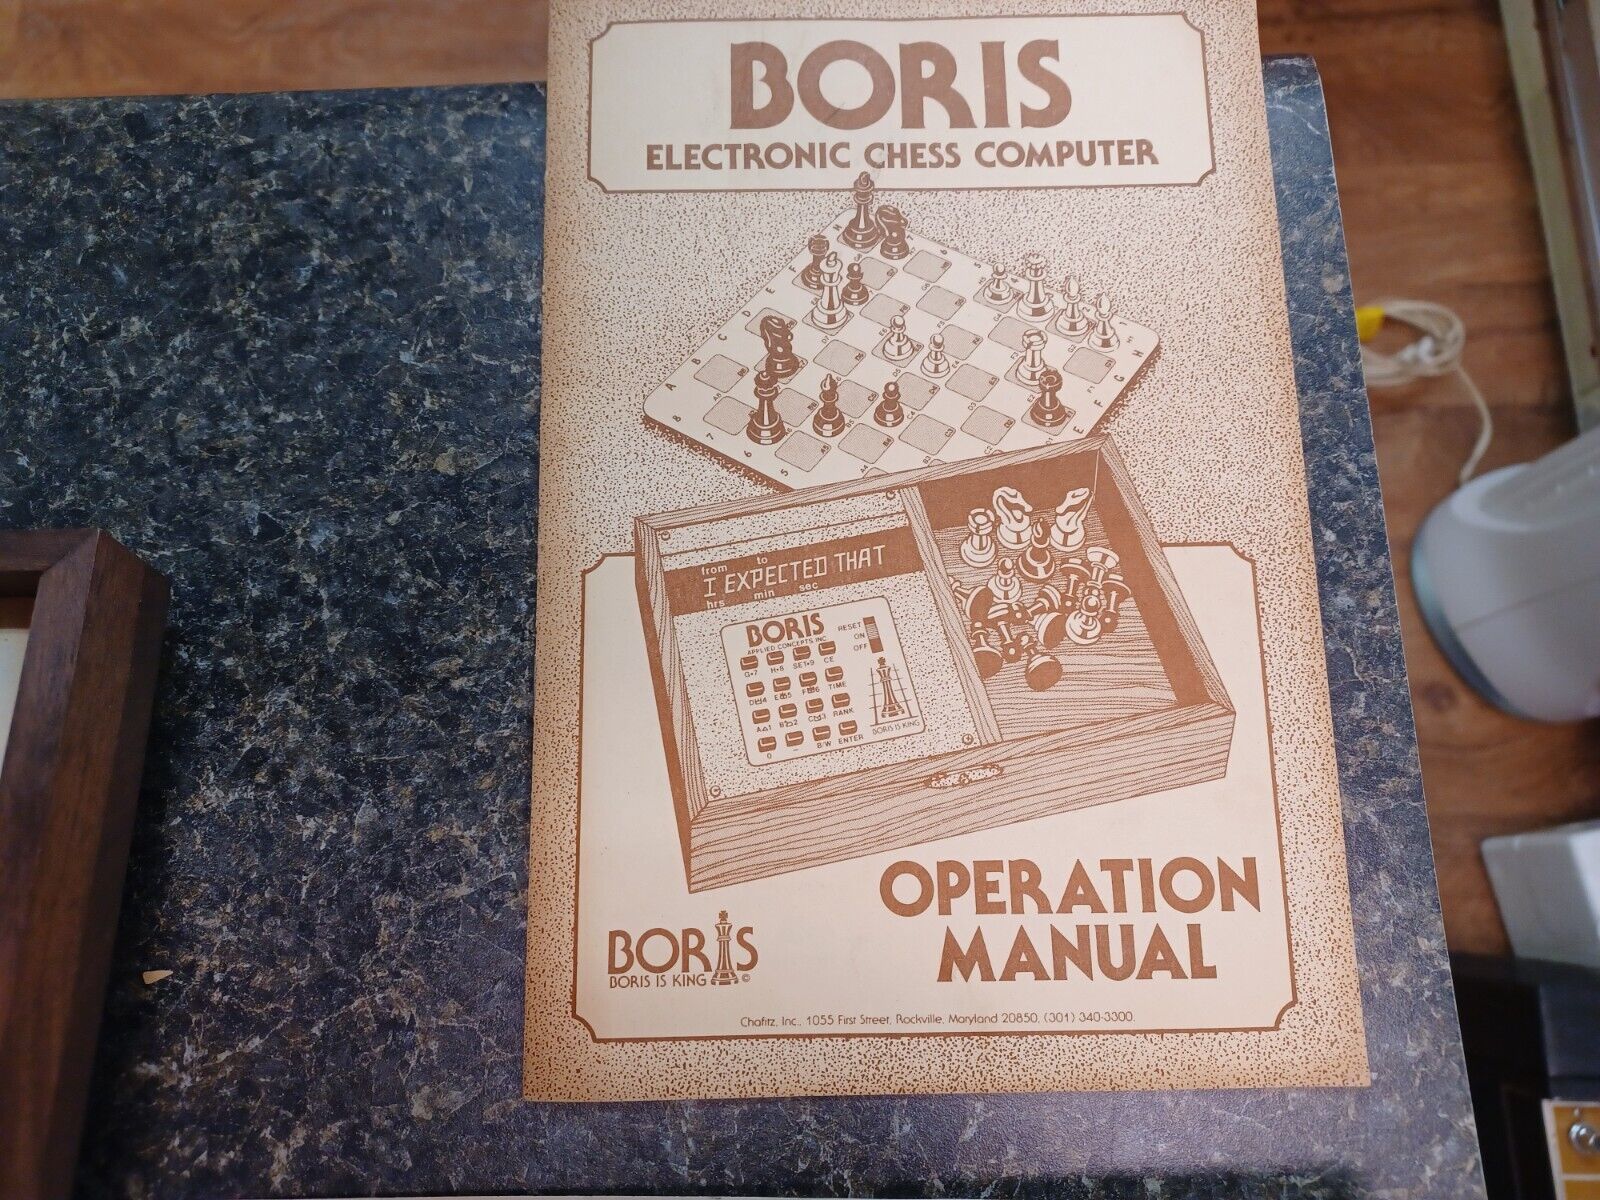 BORIS
ELECTRONIC CHESS COMPUTER
from to
I EXPECTED THAT
hrs min sec
BORIS
APPLIED CONCEPTS, INC.
RESET
ON
OFF
G•7 H•8 SET•9 CE
TIME
RANK
0 – B/W ENTER
BORIS IS KING
OPERATION
MANUAL
BORIS
BORIS IS KING ©
Chafitz, Inc., 1055 First Street, Rockville, Maryland 20850, (301) 340-3300.